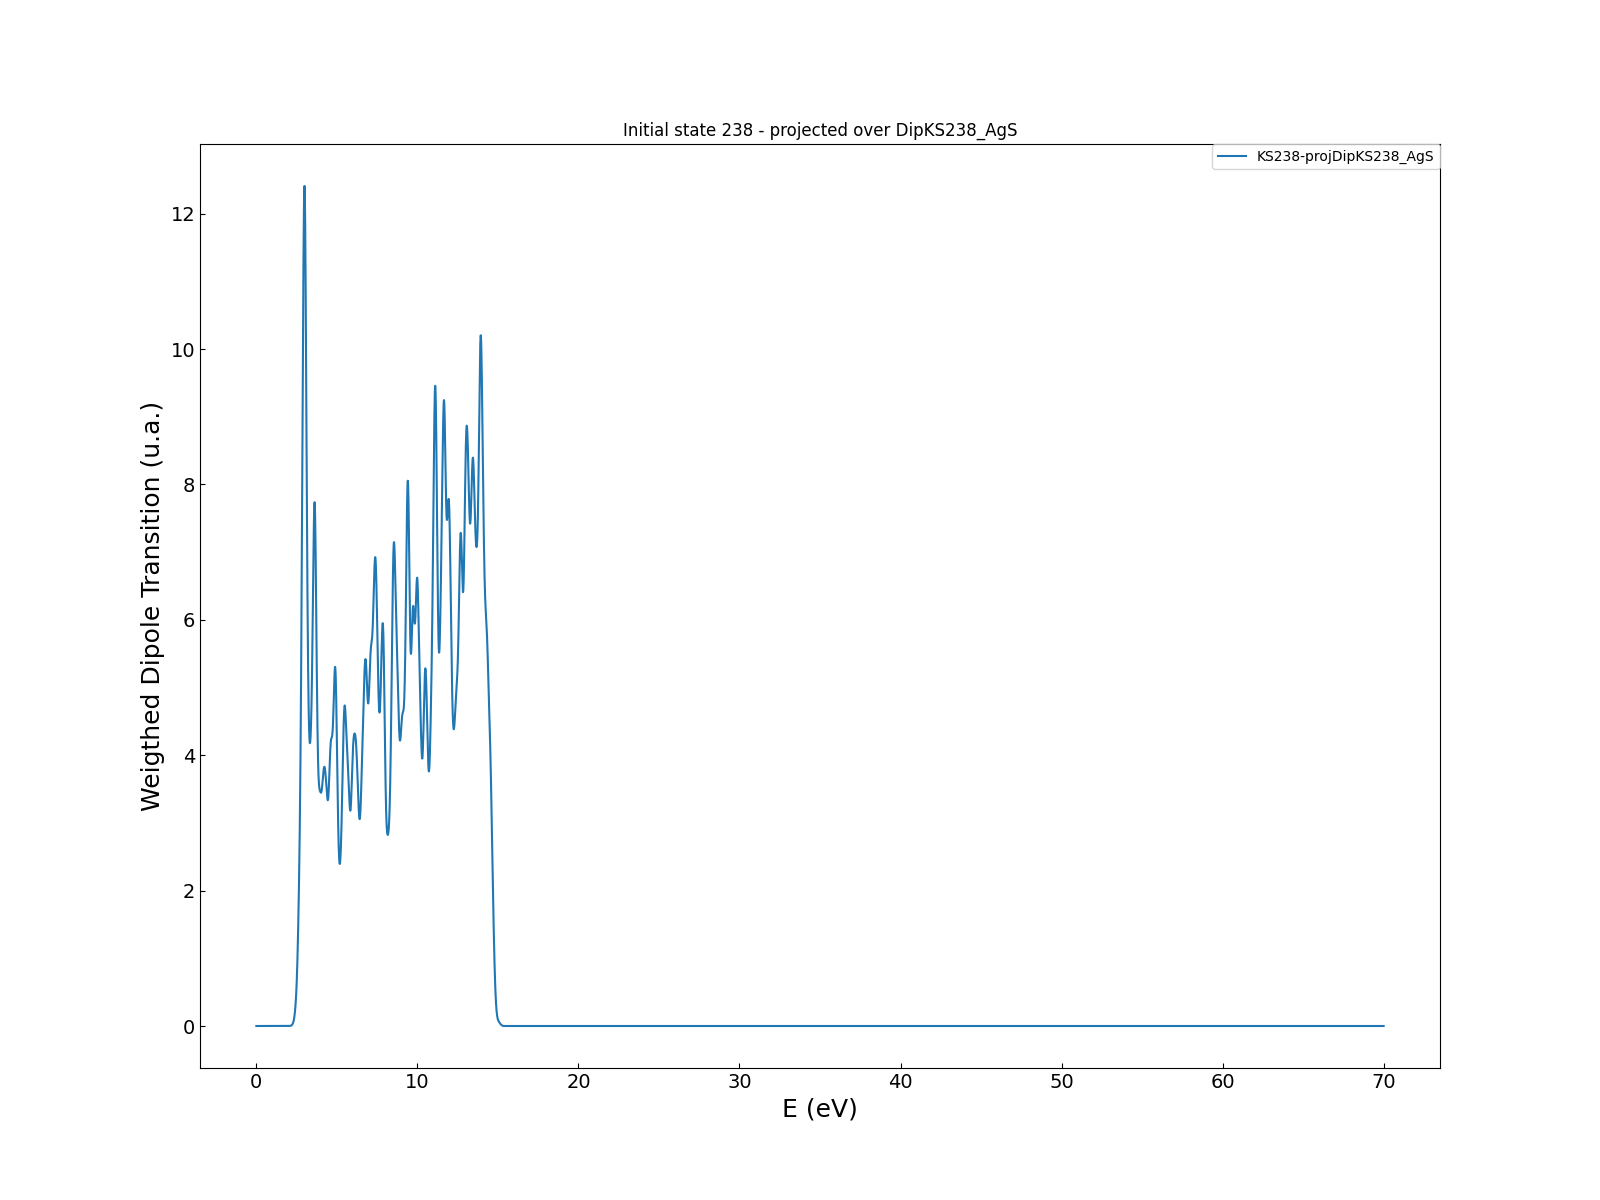 Initial state 238 - projected over DipKS238_AgS
KS238-projDipKS238_AgS
Weigthed Dipole Transition (u.a.)
12
10
8
6
4
2
0
0 10 20 30 40 50 60 70
E (eV)